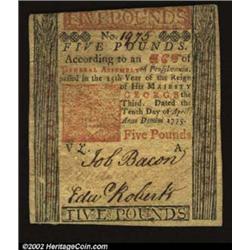 FIVE POUNDS
No. 1975
FIVE POUNDS.
According to an ACT of
GENERAL ASSEMBLY of Pennsylvania,
passed in the 15th Year of the Reign
of His MAJESTY
GEORGE the
Third. Dated the
Tenth Day of Apr.
Anno Domini 1775.
Five Pounds
V £ A
Job Bacon
Edw Roberts
FIVE POUNDS
©2002•HeritageCoin.com